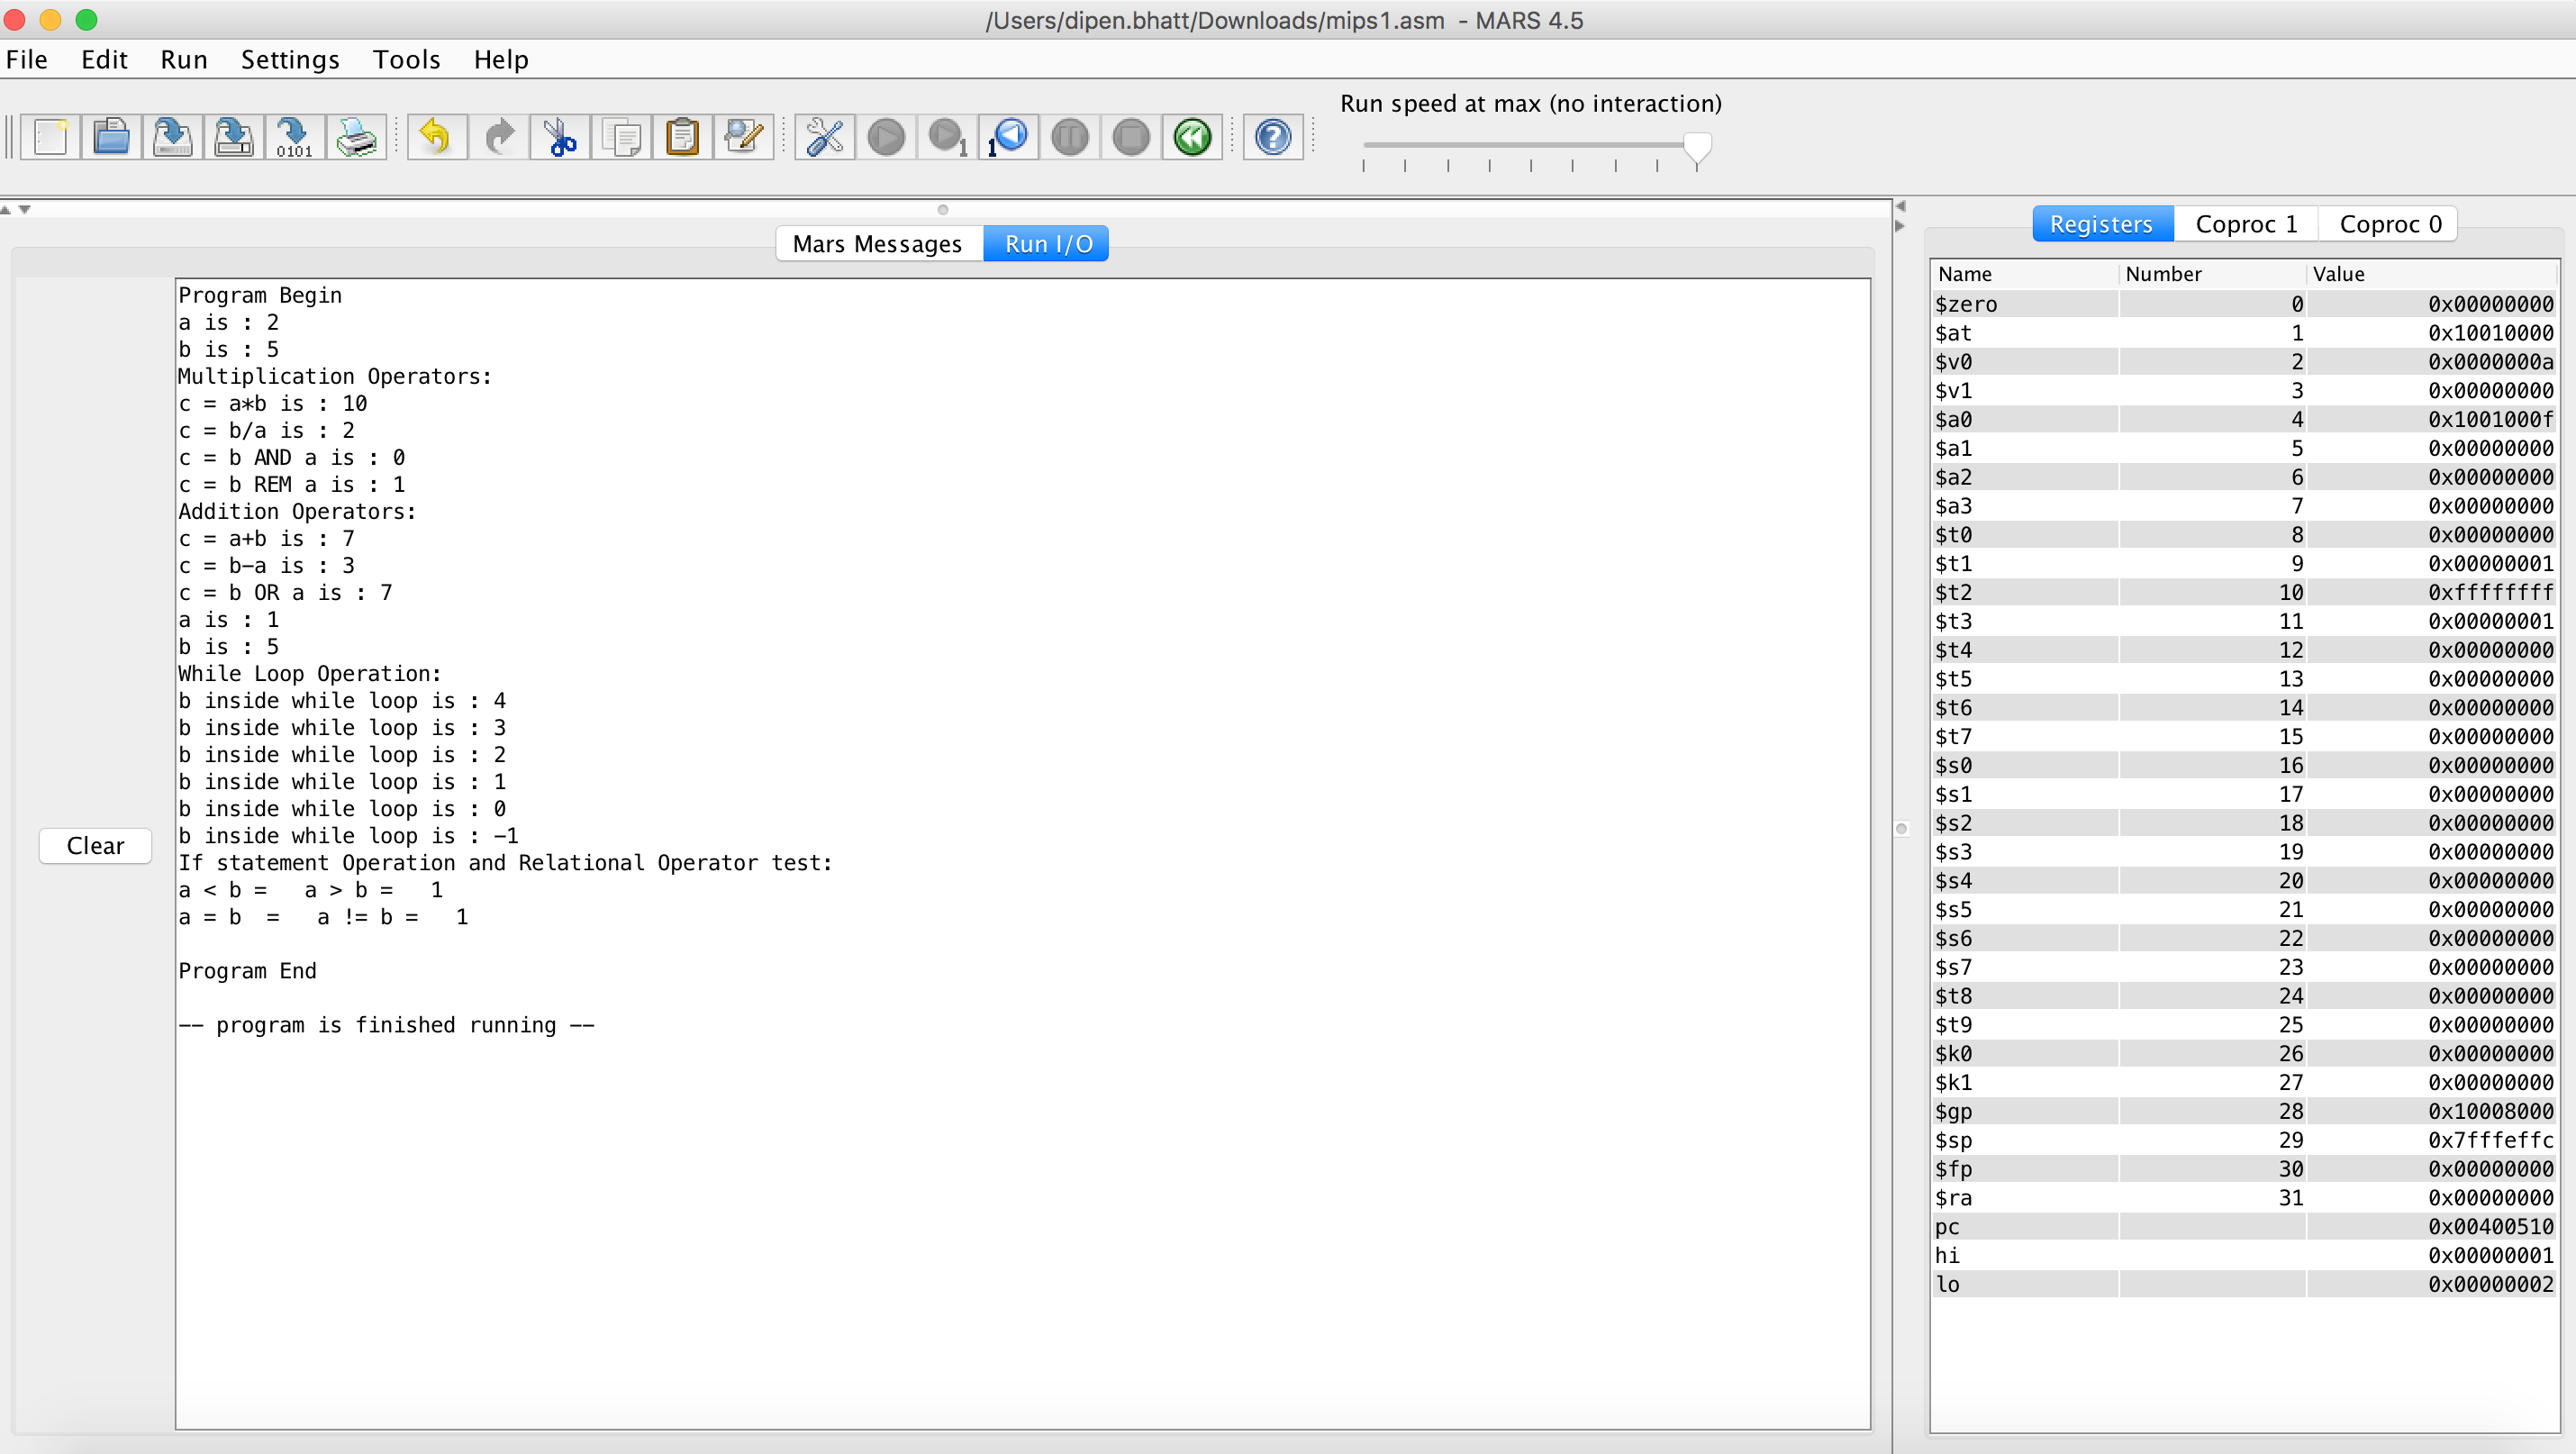 /Users/dipen.bhatt/Downloads/mips1.asm - MARS 4.5
File Edit Run Settings Tools Help
Run speed at max (no interaction)
0101
1
1
Mars Messages Run I/O
Program Begin
a is : 2
b is : 5
Multiplication Operators:
c = a*b is : 10
c = b/a is : 2
c = b AND a is : 0
c = b REM a is : 1
Addition Operators:
c = a+b is : 7
c = b-a is : 3
c = b OR a is : 7
a is : 1
b is : 5
While Loop Operation:
b inside while loop is : 4
b inside while loop is : 3
b inside while loop is : 2
b inside while loop is : 1
b inside while loop is : 0
b inside while loop is : -1
If statement Operation and Relational Operator test:
a < b =   a > b =   1
a = b  =   a != b =   1
Program End
-- program is finished running --
Clear
Registers Coproc 1 Coproc 0
Name Number Value
$zero 0 0x00000000
$at 1 0x10010000
$v0 2 0x0000000a
$v1 3 0x00000000
$a0 4 0x1001000f
$a1 5 0x00000000
$a2 6 0x00000000
$a3 7 0x00000000
$t0 8 0x00000000
$t1 9 0x00000001
$t2 10 0xffffffff
$t3 11 0x00000001
$t4 12 0x00000000
$t5 13 0x00000000
$t6 14 0x00000000
$t7 15 0x00000000
$s0 16 0x00000000
$s1 17 0x00000000
$s2 18 0x00000000
$s3 19 0x00000000
$s4 20 0x00000000
$s5 21 0x00000000
$s6 22 0x00000000
$s7 23 0x00000000
$t8 24 0x00000000
$t9 25 0x00000000
$k0 26 0x00000000
$k1 27 0x00000000
$gp 28 0x10008000
$sp 29 0x7fffeffc
$fp 30 0x00000000
$ra 31 0x00000000
pc 0x00400510
hi 0x00000001
lo 0x00000002